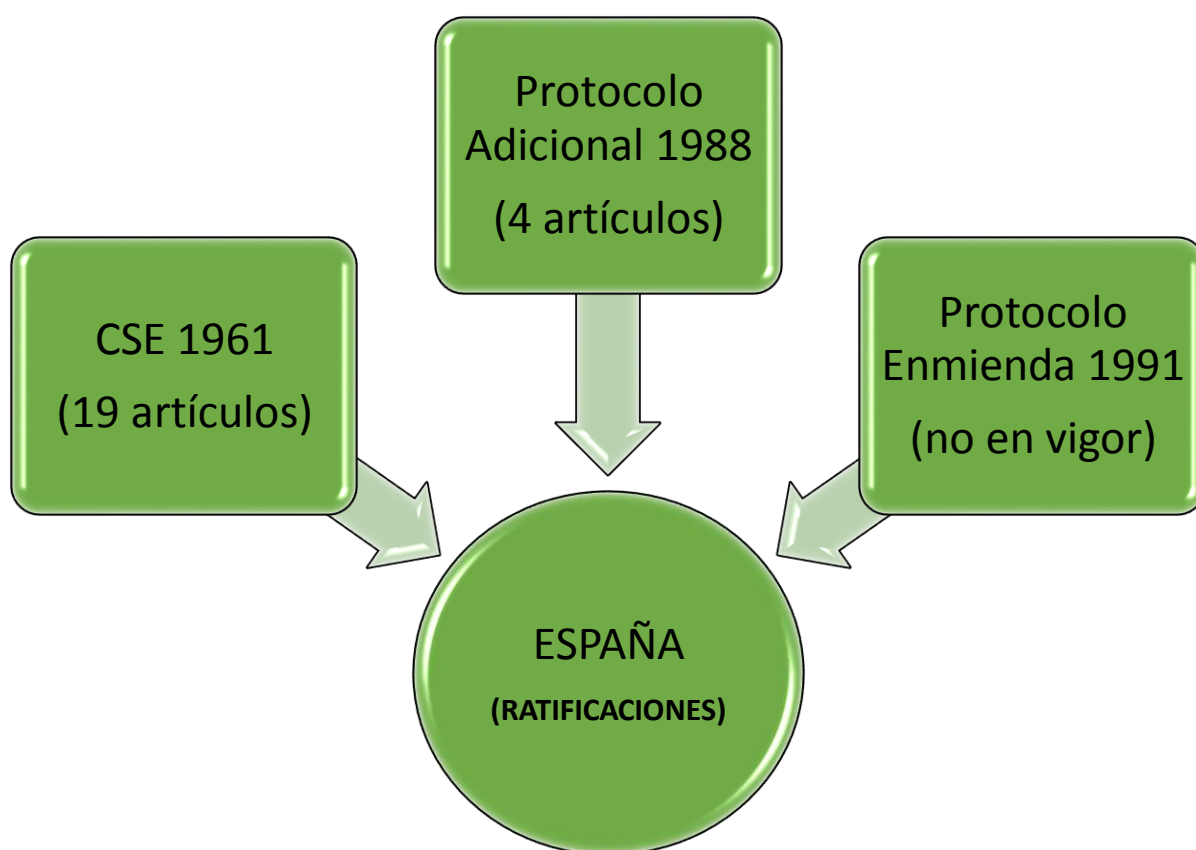 Protocolo
Adicional 1988
(4 artículos)
CSE 1961
(19 artículos)
Protocolo
Enmienda 1991
(no en vigor)
ESPAÑA
(RATIFICACIONES)